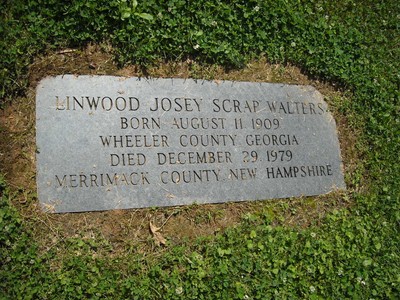 LINWOOD JOSEY SCRAP WALTERS
BORN AUGUST 11 1909
WHEELER COUNTY GEORGIA
DIED DECEMBER 29 1979
MERRIMACK COUNTY NEW HAMPSHIRE